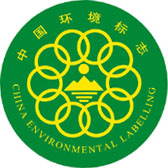 中国环境标志
CHINA ENVIRONMENTAL LABELLING